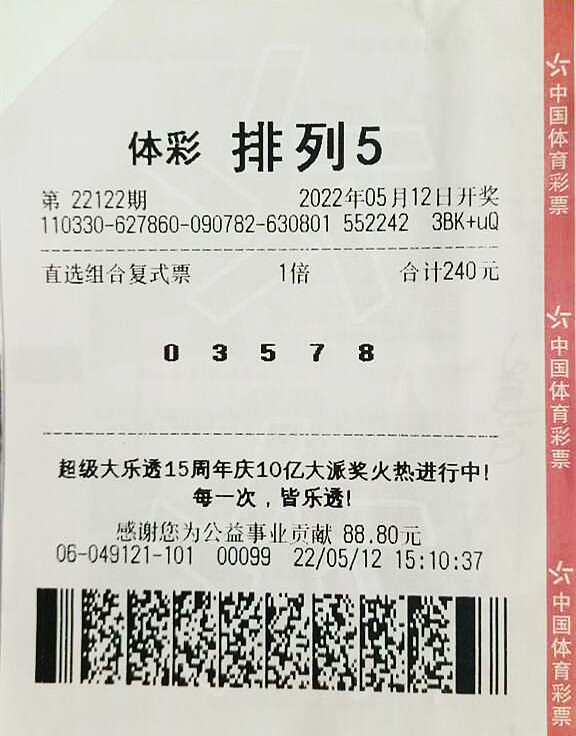 体彩 排列5
第 22122期 2022年05月12日开奖
110330-627860-090782-630801 552242 3BK+uQ
直选组合复式票 1倍 合计240元
0 3 5 7 8
超级大乐透15周年庆10亿大派奖火热进行中!
每一次，皆乐透!
感谢您为公益事业贡献 88.80元
06-049121-101 00099 22/05/12 15:10:37
中国体育彩票
中国体育彩票
中国体育彩票